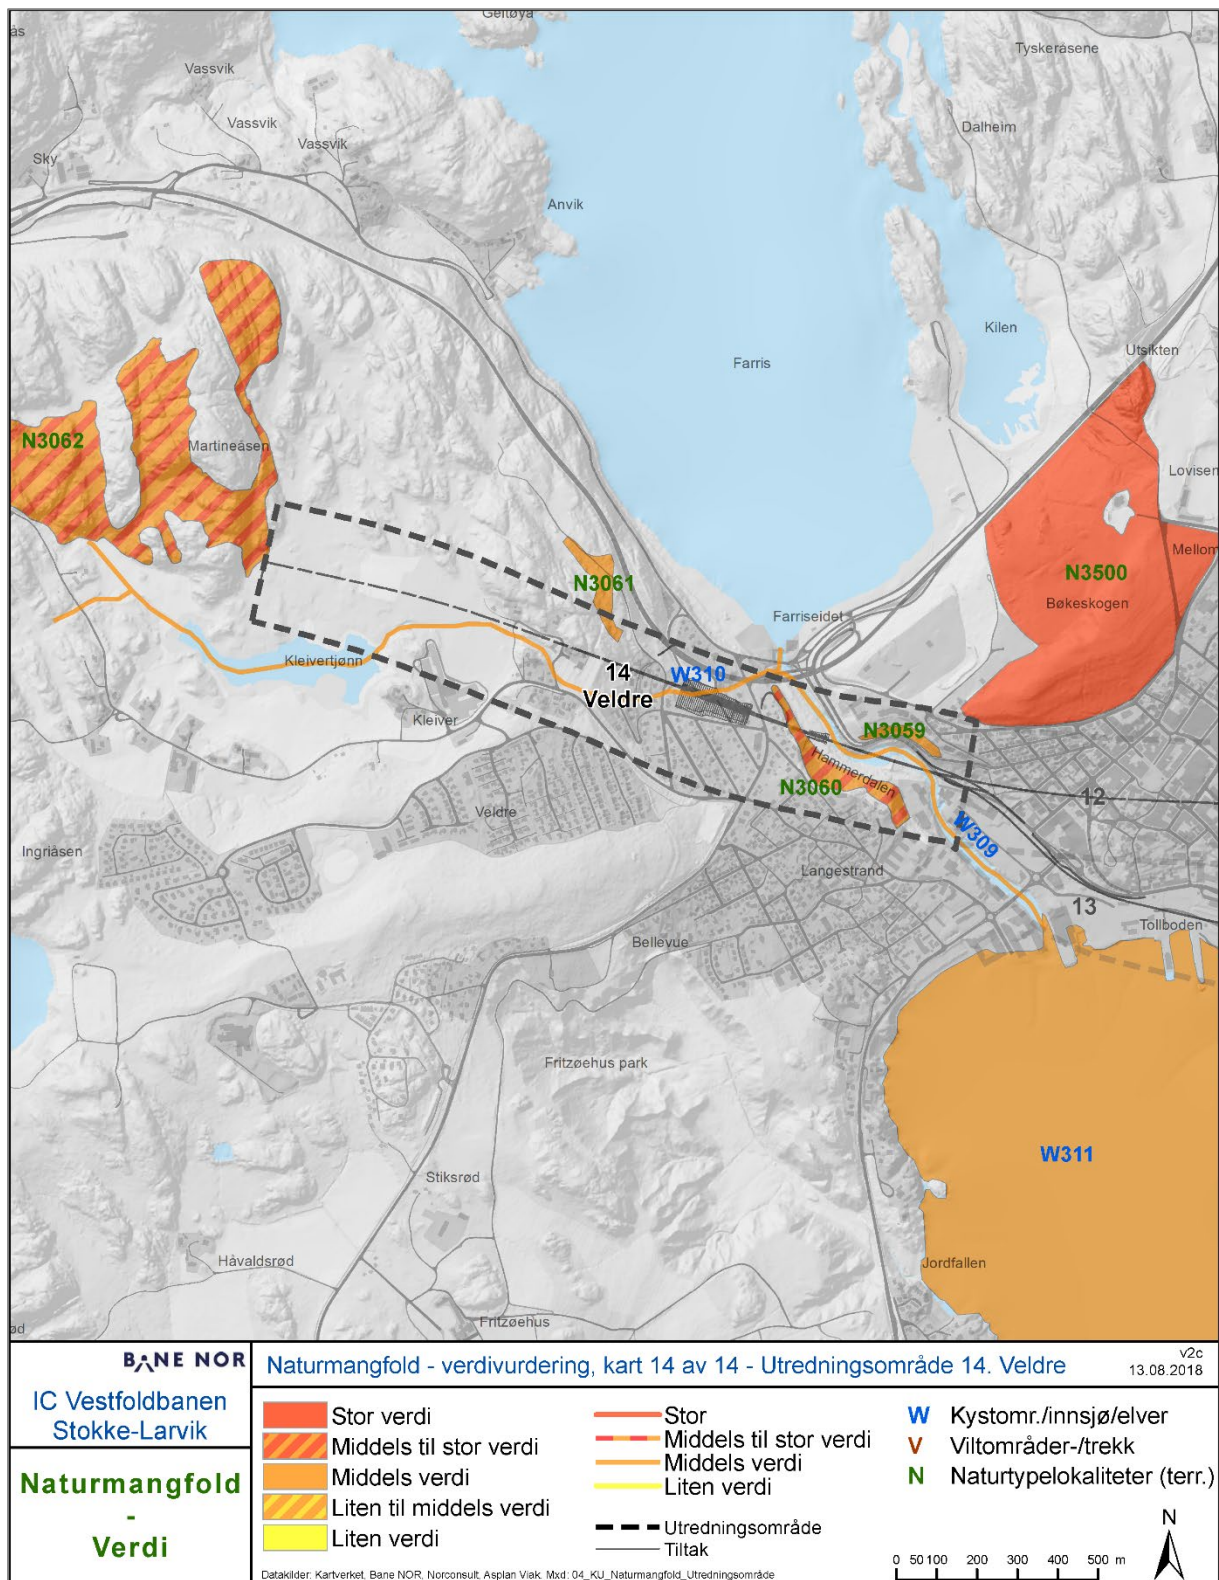 Geitøya
ås
Tyskeråsene
Vassvik
Vassvik
Vassvik
Dalheim
Sky
Anvik
Kilen
Farris
Utsikten
N3062
Martineåsen
Lovisen
Mellom
N3061
N3500
Bøkeskogen
Farriseidet
Kleivertjønn
14
Veldre
W310
Kleiver
N3059
Hammerdalen
N3060
12
Veldre
W309
Ingriåsen
Langestrand
13
Tollboden
Bellevue
Fritzøehus park
W311
Stiksrød
Håvaldsrød
Jordfallen
Fritzøehus
ød
BANE NOR
IC Vestfoldbanen
Stokke-Larvik
Naturmangfold
-
Verdi
Naturmangfold - verdivurdering, kart 14 av 14 - Utredningsområde 14. Veldre
v2c
13.08.2018
Stor verdi
Middels til stor verdi
Middels verdi
Liten til middels verdi
Liten verdi
Stor
Middels til stor verdi
Middels verdi
Liten verdi
Utredningsområde
Tiltak
W Kystomr./innsjø/elver
V Viltområder-/trekk
N Naturtypelokaliteter (terr.)
N
0 50 100 200 300 400 500 m
Datakilder: Kartverket, Bane NOR, Norconsult, Asplan Viak. Mxd: 04_KU_Naturmangfold_Utredningsområde